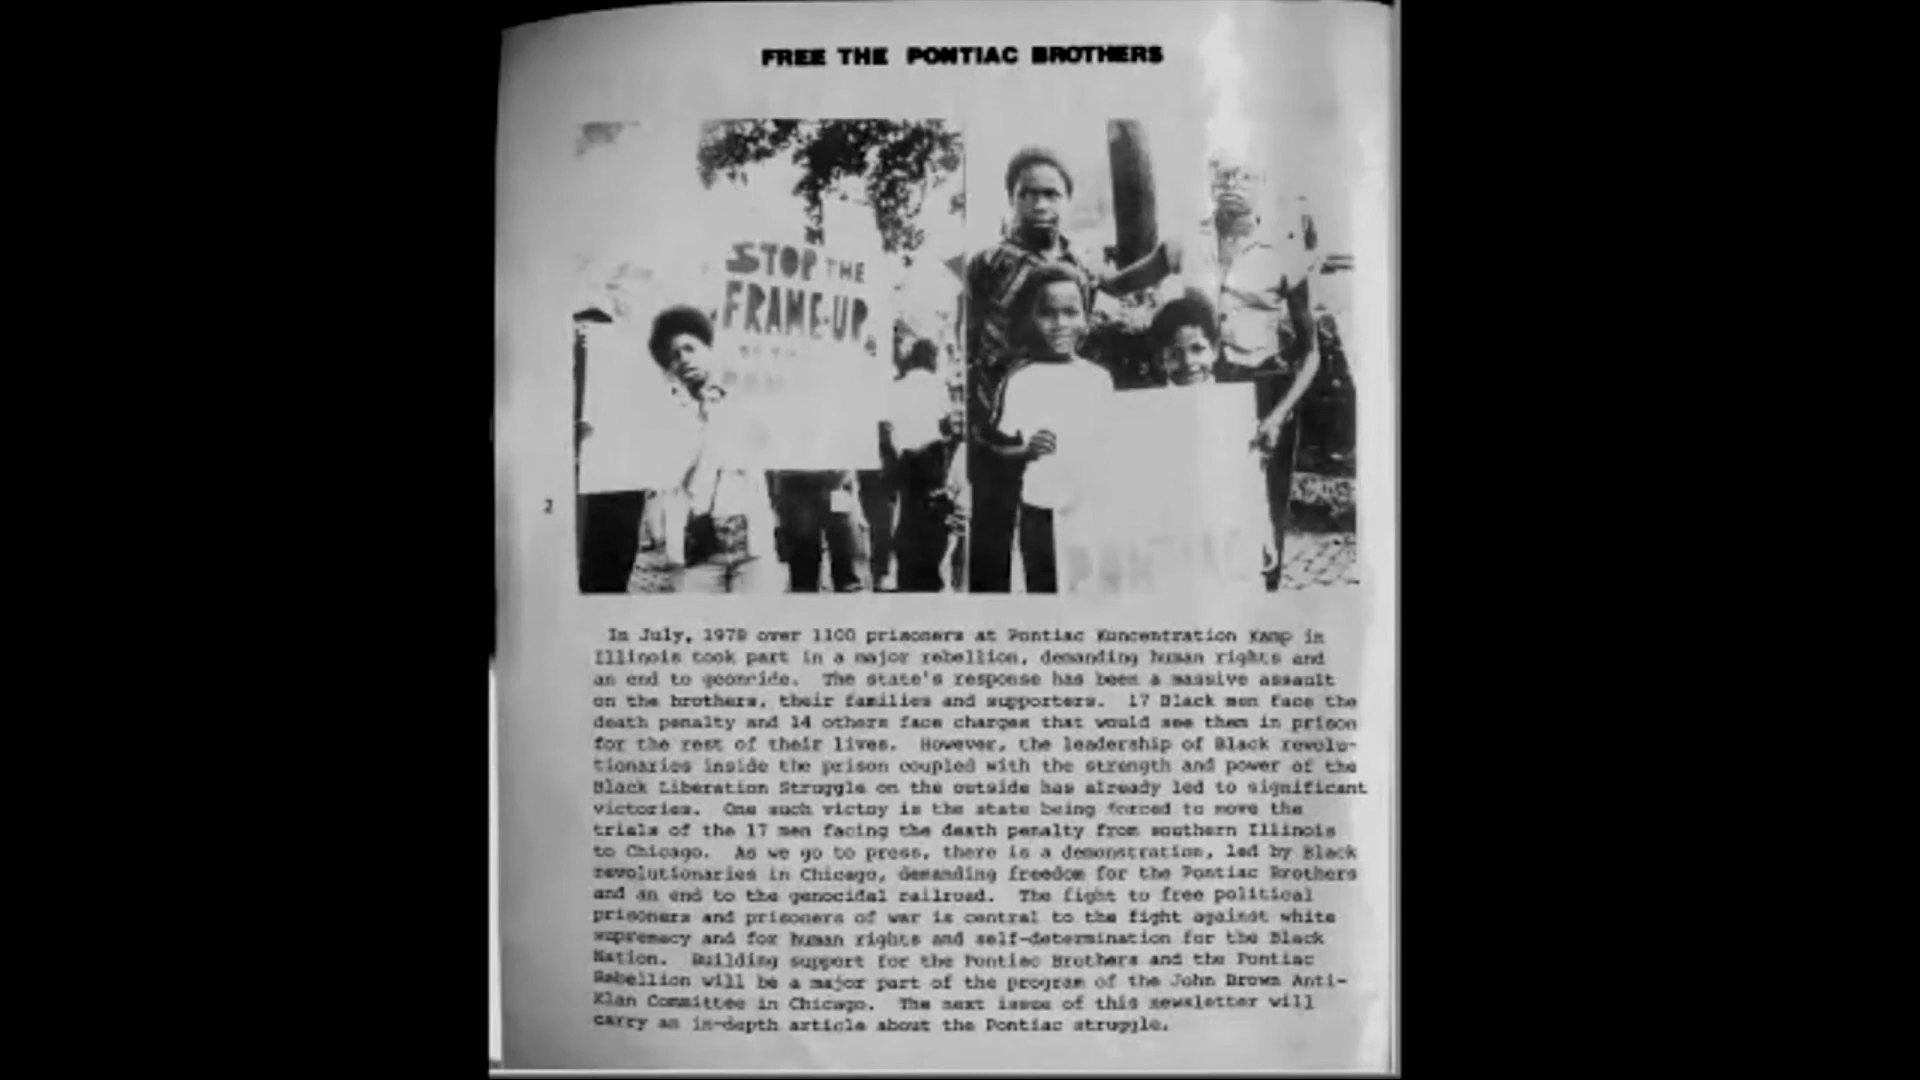 FREE THE PONTIAC BROTHERS
STOP THE
FRAME-UP
PONTIAC
2
In July, 1978 over 1100 prisoners at Pontiac Koncentration Kamp in
Illinois took part in a major rebellion, demanding human rights and
an end to genocide. The state's response has been a massive assault
on the brothers, their families and supporters. 17 Black men face the
death penalty and 14 others face charges that would see them in prison
for the rest of their lives. However, the leadership of Black revolu-
tionaries inside the prison coupled with the strength and power of the
Black Liberation Struggle on the outside has already led to significant
victories. One such victoy is the state being forced to move the
trials of the 17 men facing the death penalty from southern Illinois
to Chicago. As we go to press, there is a demonstration, led by Black
revolutionaries in Chicago, demanding freedom for the Pontiac Brothers
and an end to the genocidal railroad. The fight to free political
prisoners and prisoners of war is central to the fight against white
supremacy and for human rights and self-determination for the Black
Nation. Building support for the Pontiac Brothers and the Pontiac
Rebellion will be a major part of the program of the John Brown Anti-
Klan Committee in Chicago. The next issue of this newsletter will
carry an in-depth article about the Pontiac struggle.